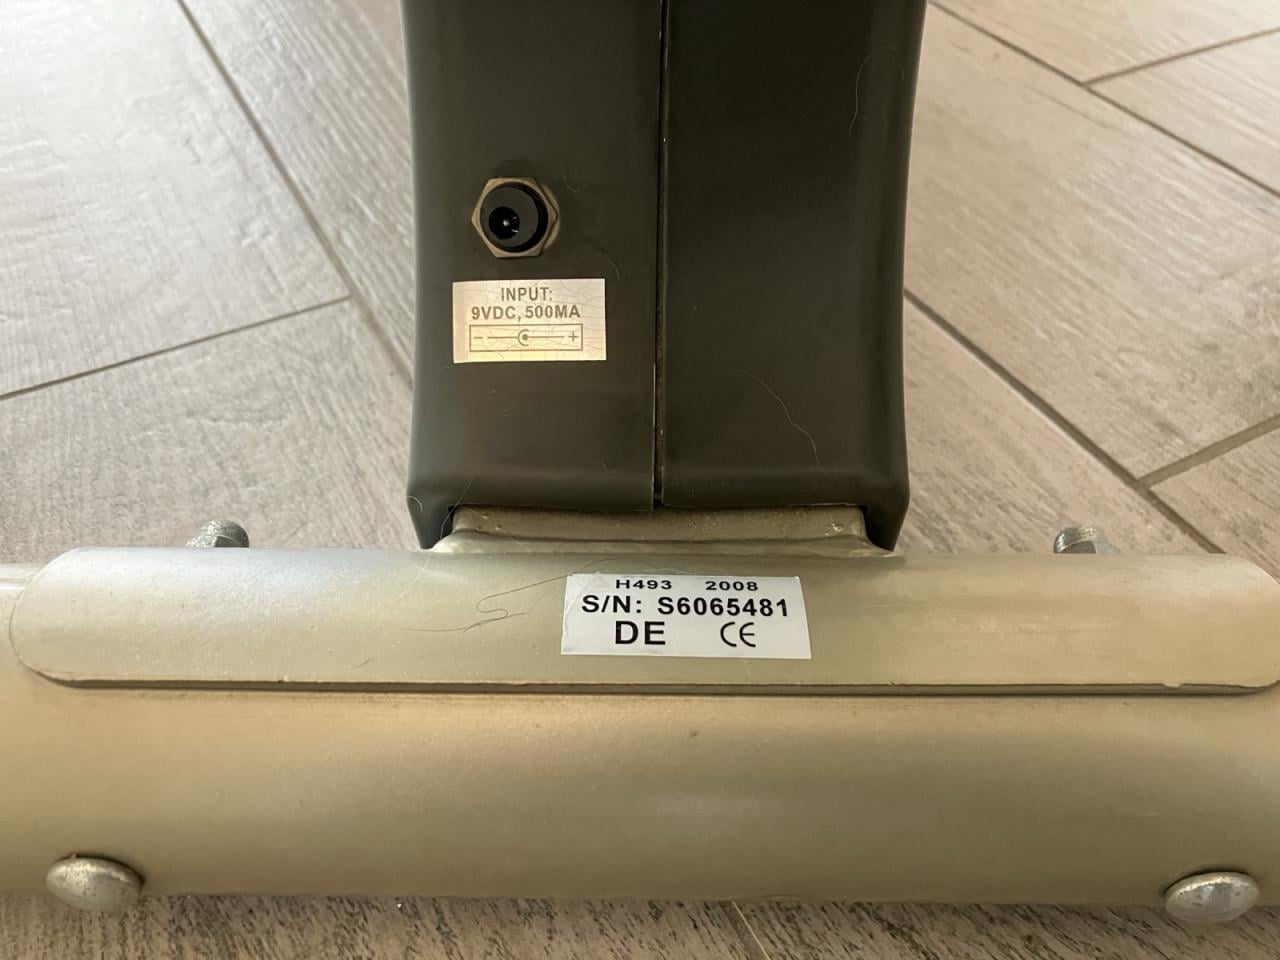 INPUT:
9VDC, 500MA
- +
H493 2008
S/N: S6065481
DE CE